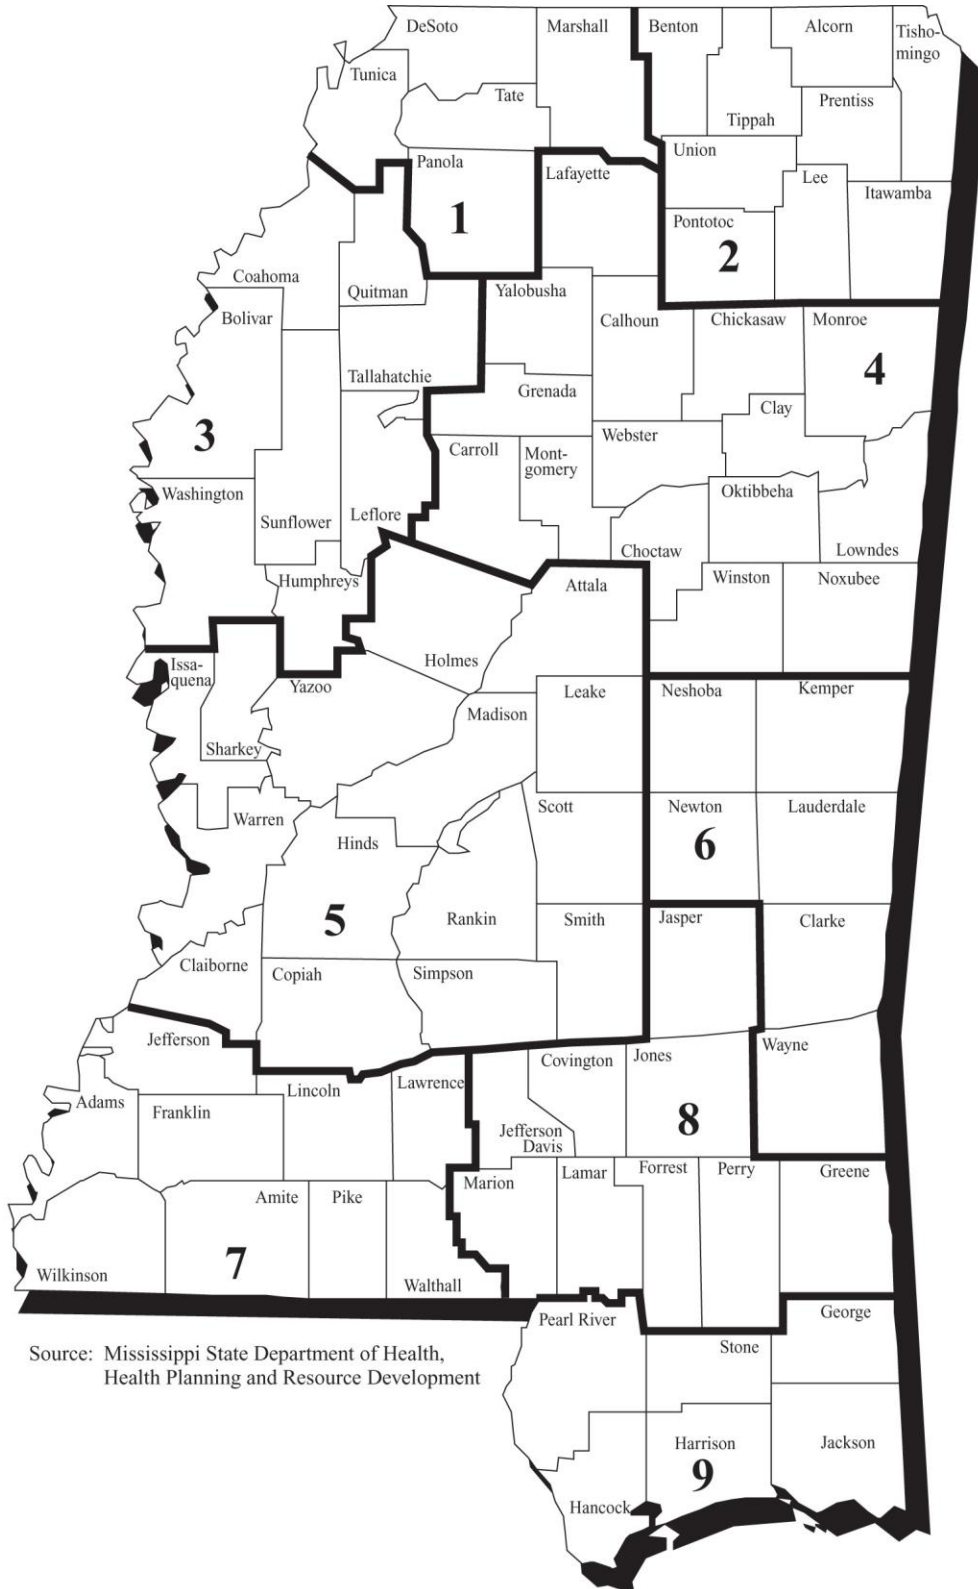 DeSoto
Marshall
Benton
Alcorn
Tisho-
mingo
Tunica
Tate
Tippah
Prentiss
Panola
Lafayette
Union
Lee
Itawamba
1
Pontotoc
2
Coahoma
Quitman
Yalobusha
Bolivar
Calhoun
Chickasaw
Monroe
Tallahatchie
Grenada
4
Clay
3
Carroll
Mont-
gomery
Webster
Washington
Sunflower
Leflore
Oktibbeha
Choctaw
Lowndes
Humphreys
Attala
Winston
Noxubee
Issa-
quena
Yazoo
Holmes
Leake
Neshoba
Kemper
Sharkey
Madison
Warren
Hinds
Scott
Newton
Lauderdale
6
5
Rankin
Smith
Jasper
Clarke
Claiborne
Copiah
Simpson
Jefferson
Covington
Jones
Wayne
Adams
Franklin
Lincoln
Lawrence
Jefferson
Davis
8
Marion
Lamar
Forrest
Perry
Greene
Amite
Pike
Wilkinson
7
Walthall
Pearl River
George
Stone
Source: Mississippi State Department of Health,
Health Planning and Resource Development
Harrison
Jackson
9
Hancock